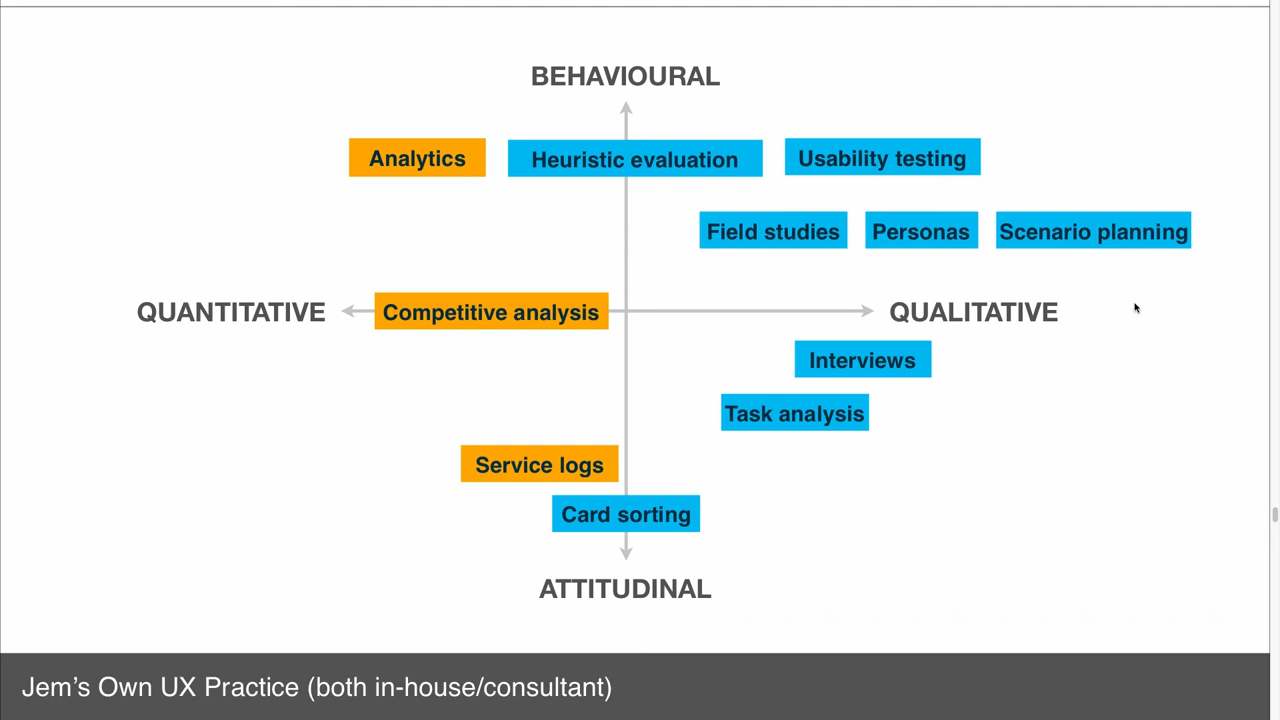 BEHAVIOURAL
Analytics
Heuristic evaluation
Usability testing
Field studies
Personas
Scenario planning
QUANTITATIVE
Competitive analysis
QUALITATIVE
Interviews
Task analysis
Service logs
Card sorting
ATTITUDINAL
Jem’s Own UX Practice (both in-house/consultant)